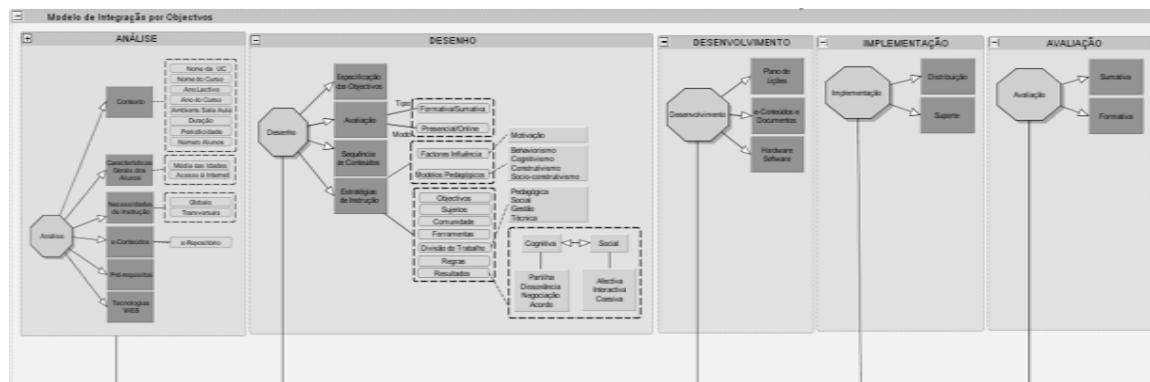 Modelo de Integração por Objectvos
ANÁLISE
Contexto
Nome da UC
Nome do Curso
Ano Lectivo
Ano do Curso
Ambiente Sala Aula
Duração
Periodicidade
Número Alunos
Características
Gerais dos
Alunos
Média das Idades
Acesso à Internet
Necessidades
de Instrução
Globais
Transversais
Análise
e-Conteúdos
e-Repositório
Pré-requisitos
Tecnologias
WEB
DESENHO
Desenho
Especificação
dos Objectivos
Avaliação
Tipo
Formativa/Sumativa
Modelo
Presencial/Online
Sequência
de Conteúdos
Estratégias
de Instrução
Factores Influência
Modelos Pedagógicos
Motivação
Behaviorismo
Cognitivismo
Construtivismo
Socio-construtivismo
Objectivos
Sujeitos
Comunidade
Ferramentas
Divisão do Trabalho
Regras
Resultados
Pedagógica
Social
Gestão
Técnica
Cognitiva
Social
Partilha
Dissonância
Negociação
Acordo
Afectiva
Interactiva
Coesiva
DESENVOLVIMENTO
Desenvolvimento
Plano de
Lições
e-Conteúdos e
Documentos
Hardware
Software
IMPLEMENTAÇÃO
Implementação
Distribuição
Suporte
AVALIAÇÃO
Avaliação
Sumativa
Formativa